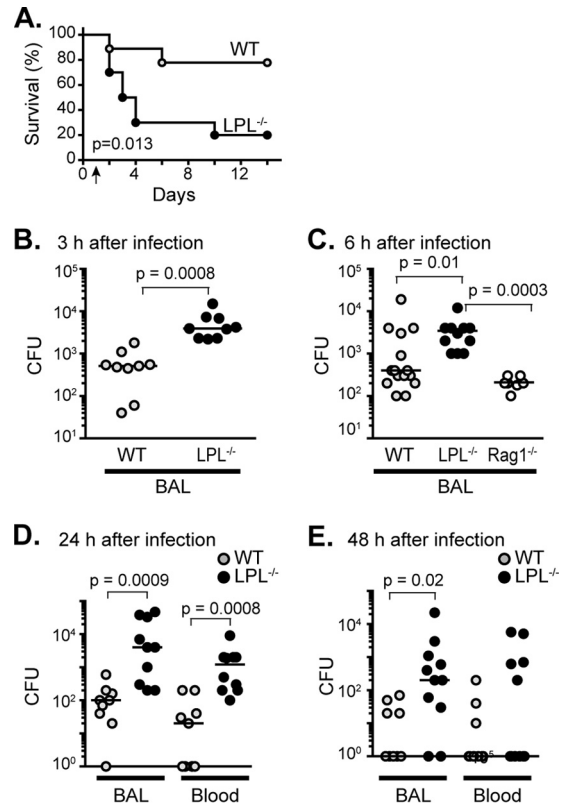 A.
Survival (%)
100
80
60
40
20
0
WT
LPL-/-
p=0.013
0 4 8 12
Days
B. 3 h after infection
p = 0.0008
CFU
10^5
10^4
10^3
10^2
10^1
WT LPL-/-
BAL
C. 6 h after infection
p = 0.01
p = 0.0003
CFU
10^5
10^4
10^3
10^2
10^1
WT LPL-/- Rag1-/-
BAL
D. 24 h after infection
WT
LPL-/-
p = 0.0009
p = 0.0008
CFU
10^4
10^2
10^0
BAL Blood
E. 48 h after infection
WT
LPL-/-
p = 0.02
CFU
10^4
10^2
10^0
BAL Blood